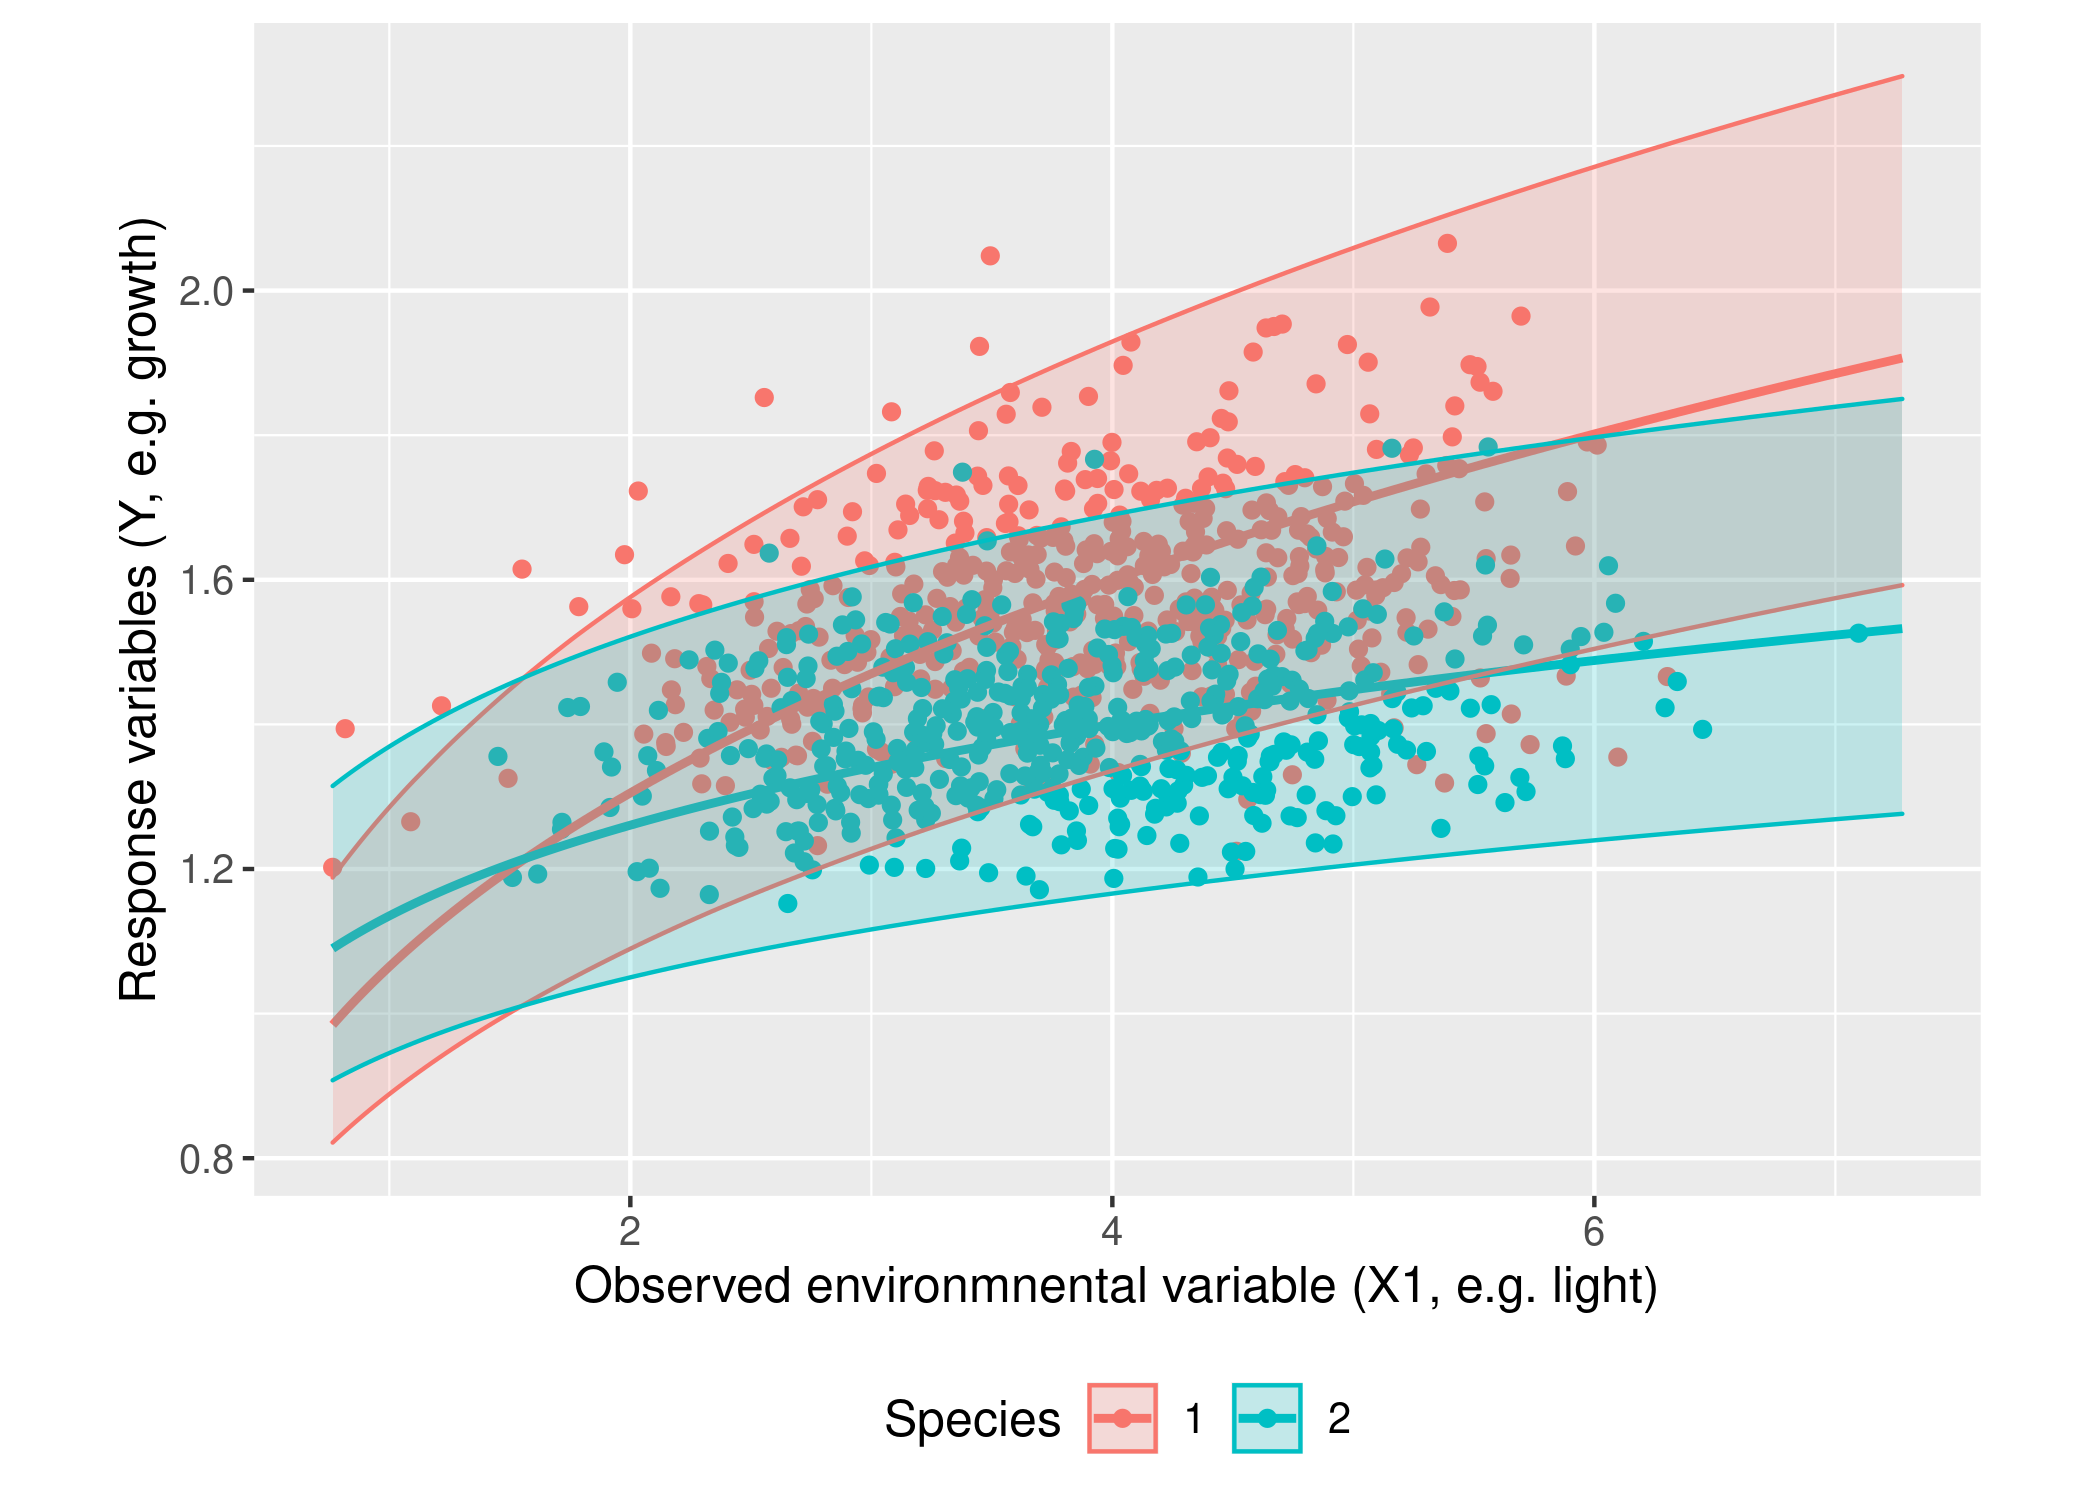 Response variables (Y, e.g. growth)
2.0
1.6
1.2
0.8
2 4 6
Observed environmnental variable (X1, e.g. light)
Species 1 2